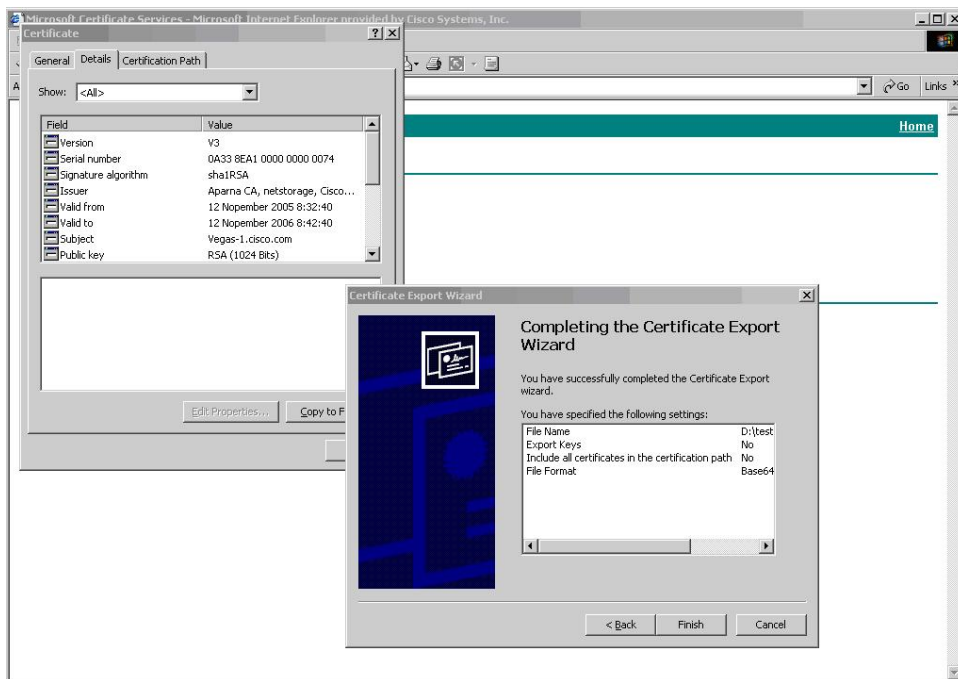 Microsoft Certificate Services - Microsoft Internet Explorer provided by Cisco Systems, Inc.
Certificate
General Details Certification Path
Go Links »
Show: <All>
Home
Field Value
Version V3
Serial number 0A33 8EA1 0000 0000 0074
Signature algorithm sha1RSA
Issuer Aparna CA, netstorage, Cisco...
Valid from 12 Nopember 2005 8:32:40
Valid to 12 Nopember 2006 8:42:40
Subject Vegas-1.cisco.com
Public key RSA (1024 Bits)
Edit Properties... Copy to F
Certificate Export Wizard
Completing the Certificate Export
Wizard
You have successfully completed the Certificate Export
wizard.
You have specified the following settings:
File Name D:\test
Export Keys No
Include all certificates in the certification path No
File Format Base64
< Back Finish Cancel